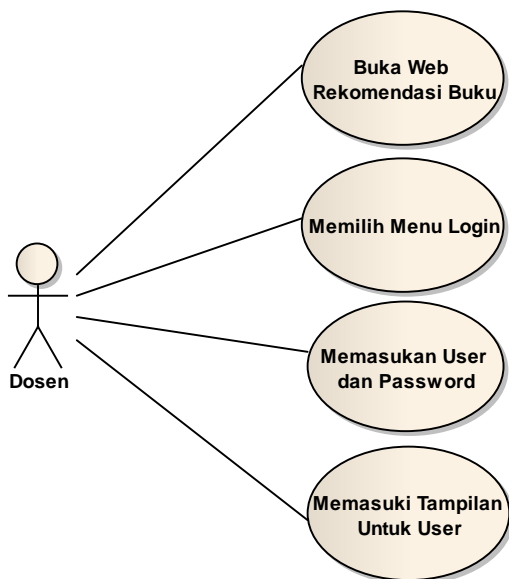 Buka Web
Rekomendasi Buku
Memilih Menu Login
Memasukan User
dan Password
Dosen
Memasuki Tampilan
Untuk User